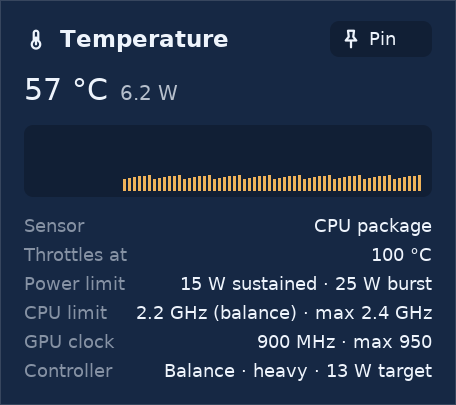 Temperature
Pin
57 °C 6.2 W
Sensor CPU package
Throttles at 100 °C
Power limit 15 W sustained · 25 W burst
CPU limit 2.2 GHz (balance) · max 2.4 GHz
GPU clock 900 MHz · max 950
Controller Balance · heavy · 13 W target